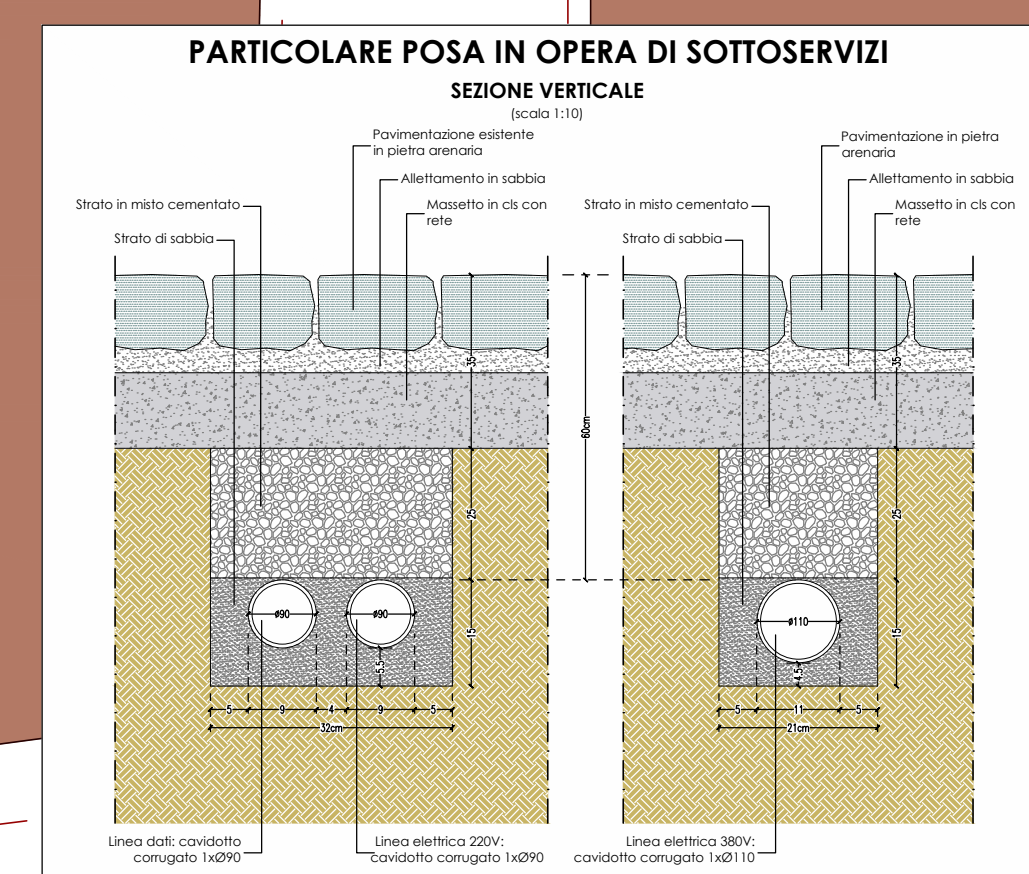 PARTICOLARE POSA IN OPERA DI SOTTOSERVIZI
SEZIONE VERTICALE
(scala 1:10)
Pavimentazione esistente
in pietra arenaria
Allettamento in sabbia
Massetto in cls con
rete
Strato in misto cementato
Strato di sabbia
35
25
15
ø90
ø90
5.5
5
9
4
9
5
32cm
Linea dati: cavidotto
corrugato 1xØ90
Linea elettrica 220V:
cavidotto corrugato 1xØ90
60cm
Pavimentazione in pietra
arenaria
Allettamento in sabbia
Massetto in cls con
rete
Strato in misto cementato
Strato di sabbia
35
25
15
ø110
4.5
5
11
5
21cm
Linea elettrica 380V:
cavidotto corrugato 1xØ110